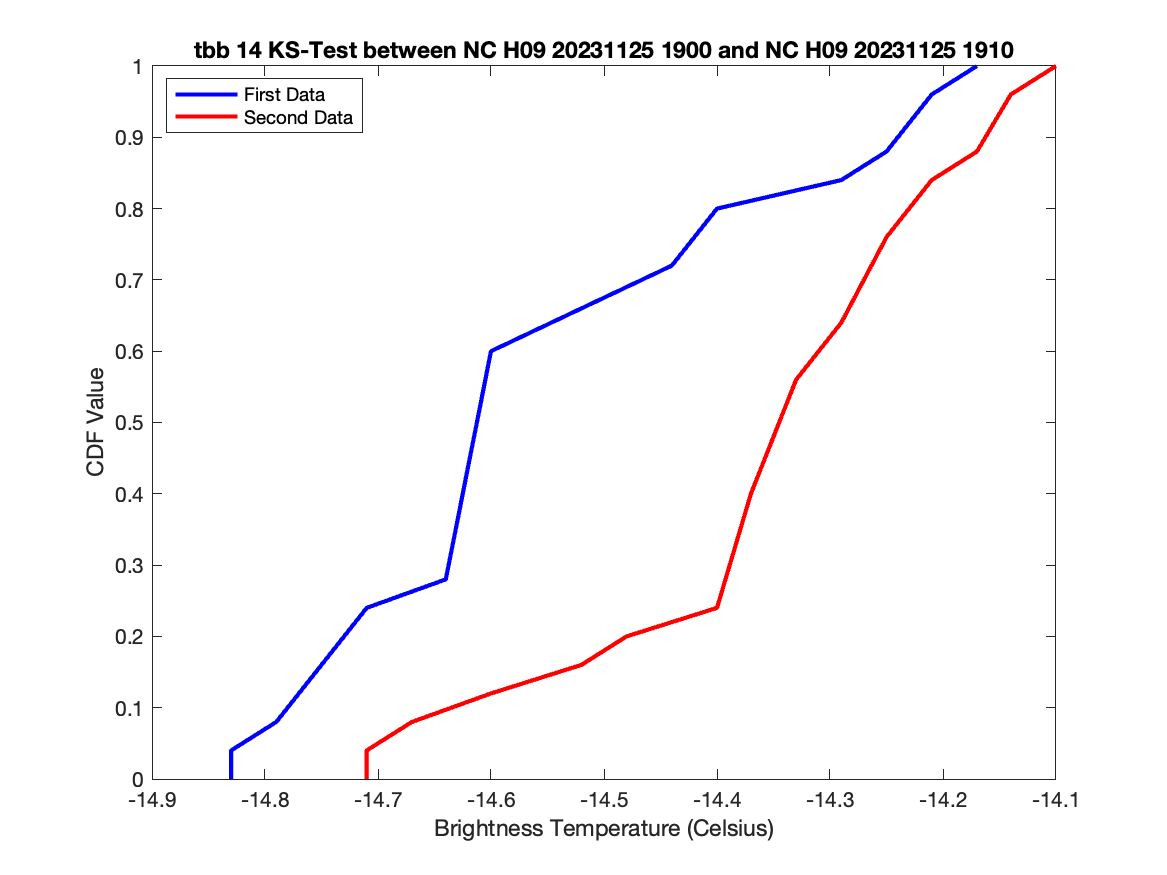 tbb 14 KS-Test between NC H09 20231125 1900 and NC H09 20231125 1910
First Data
Second Data
1
0.9
0.8
0.7
0.6
0.5
0.4
0.3
0.2
0.1
0
CDF Value
-14.9 -14.8 -14.7 -14.6 -14.5 -14.4 -14.3 -14.2 -14.1
Brightness Temperature (Celsius)